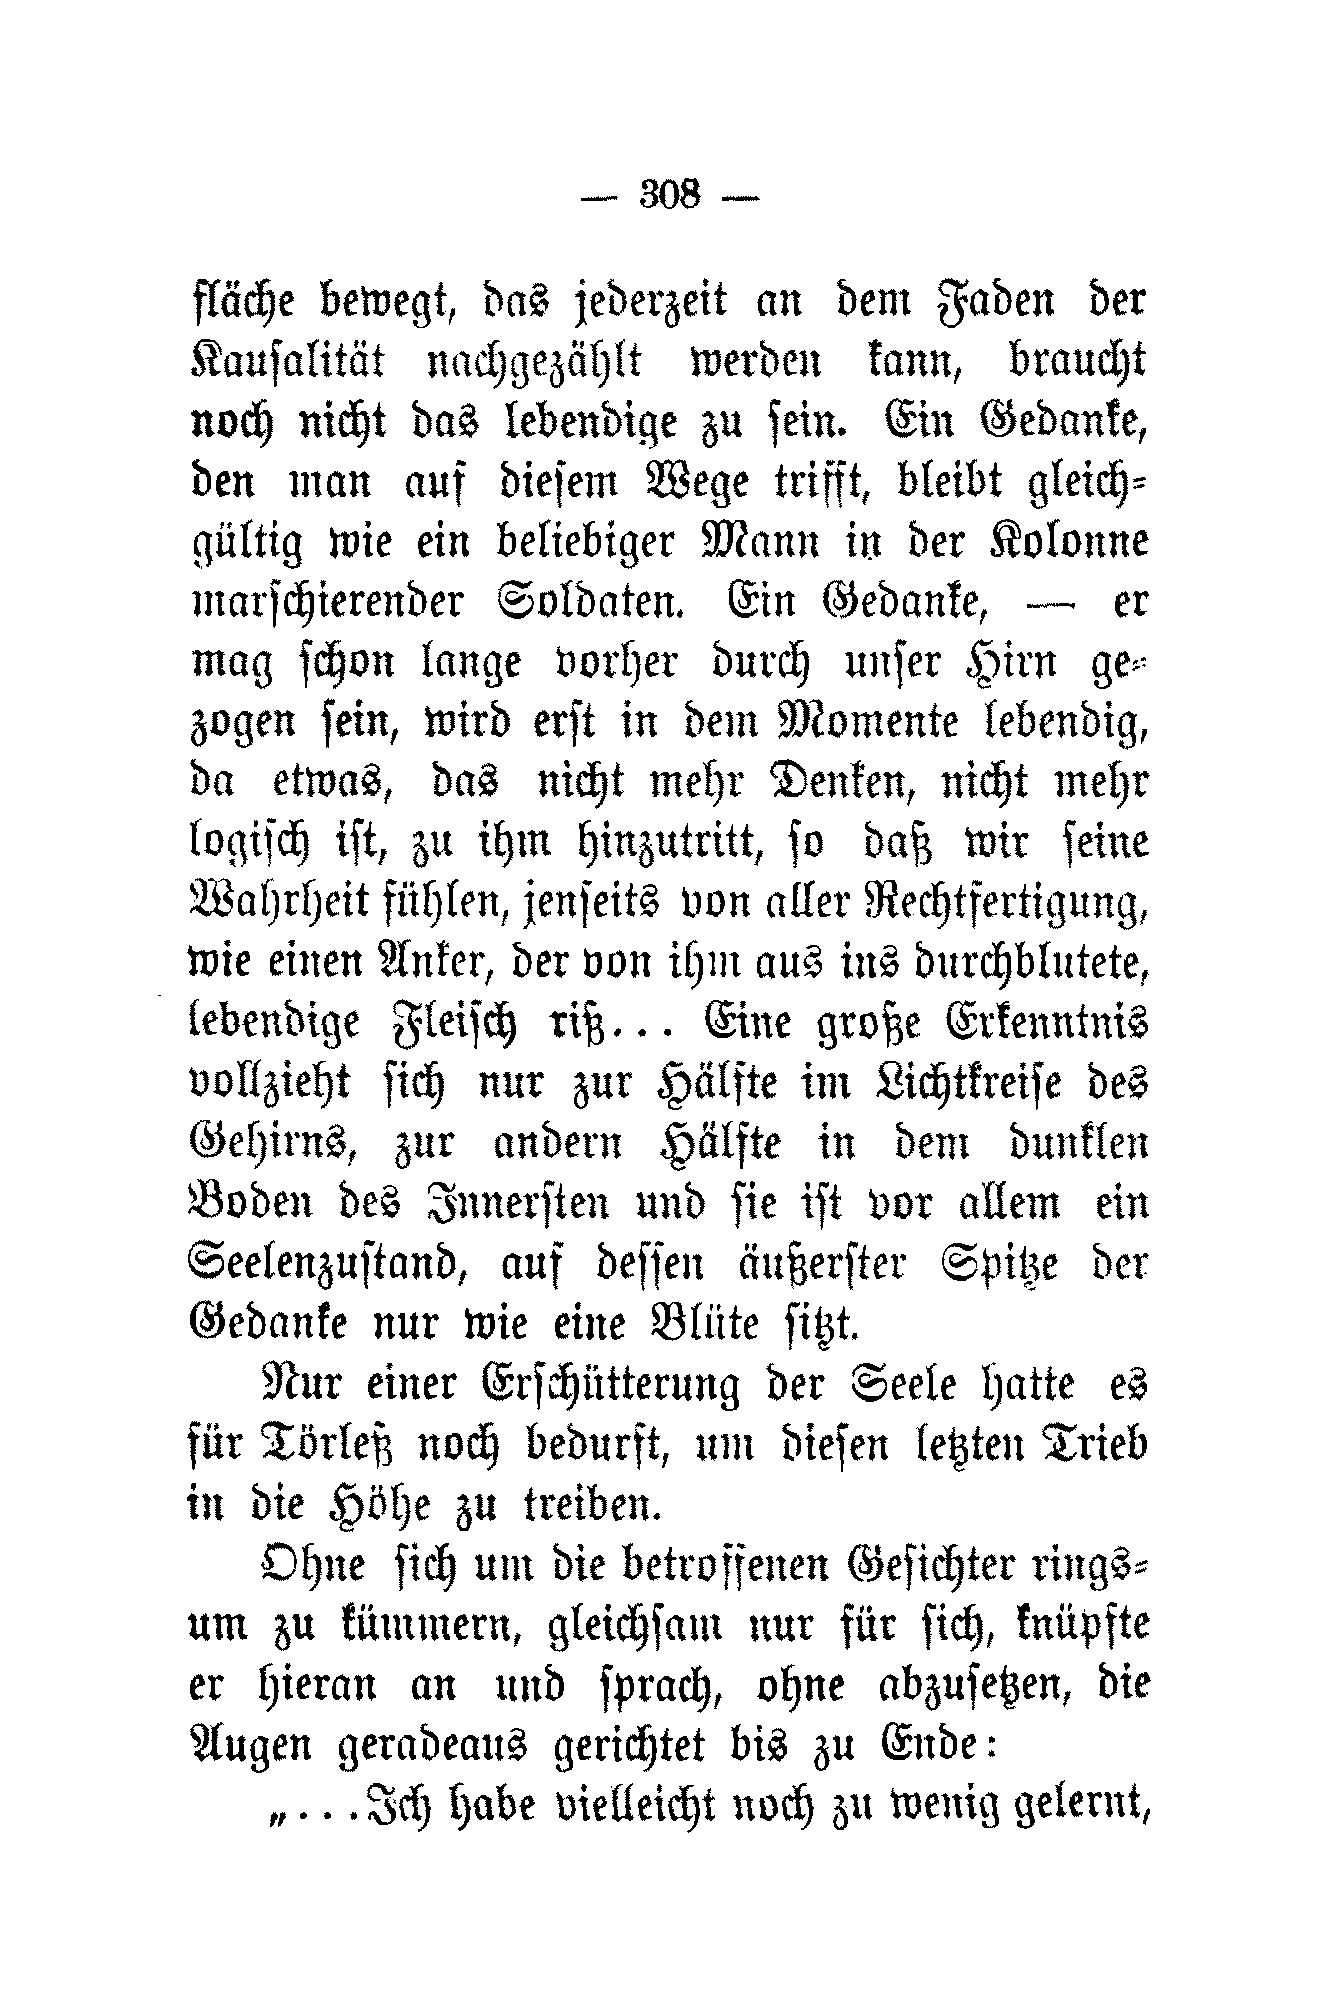 — 308 —
fläche bewegt, das jederzeit an dem Faden der
Kausalität nachgezählt werden kann, braucht
noch nicht das lebendige zu sein. Ein Gedanke,
den man auf diesem Wege trifft, bleibt gleich-
gültig wie ein beliebiger Mann in der Kolonne
marschierender Soldaten. Ein Gedanke, — er
mag schon lange vorher durch unser Hirn ge-
zogen sein, wird erst in dem Momente lebendig,
da etwas, das nicht mehr Denken, nicht mehr
logisch ist, zu ihm hinzutritt, so daß wir seine
Wahrheit fühlen, jenseits von aller Rechtfertigung,
wie einen Anker, der von ihm aus ins durchblutete,
lebendige Fleisch riß... Eine große Erkenntnis
vollzieht sich nur zur Hälfte im Lichtkreise des
Gehirns, zur andern Hälfte in dem dunklen
Boden des Innersten und sie ist vor allem ein
Seelenzustand, auf dessen äußerster Spitze der
Gedanke nur wie eine Blüte sitzt.
Nur einer Erschütterung der Seele hatte es
für Törleß noch bedurft, um diesen letzten Trieb
in die Höhe zu treiben.
Ohne sich um die betroffenen Gesichter rings-
um zu kümmern, gleichsam nur für sich, knüpfte
er hieran an und sprach, ohne abzusetzen, die
Augen geradeaus gerichtet bis zu Ende:
„...Ich habe vielleicht noch zu wenig gelernt,